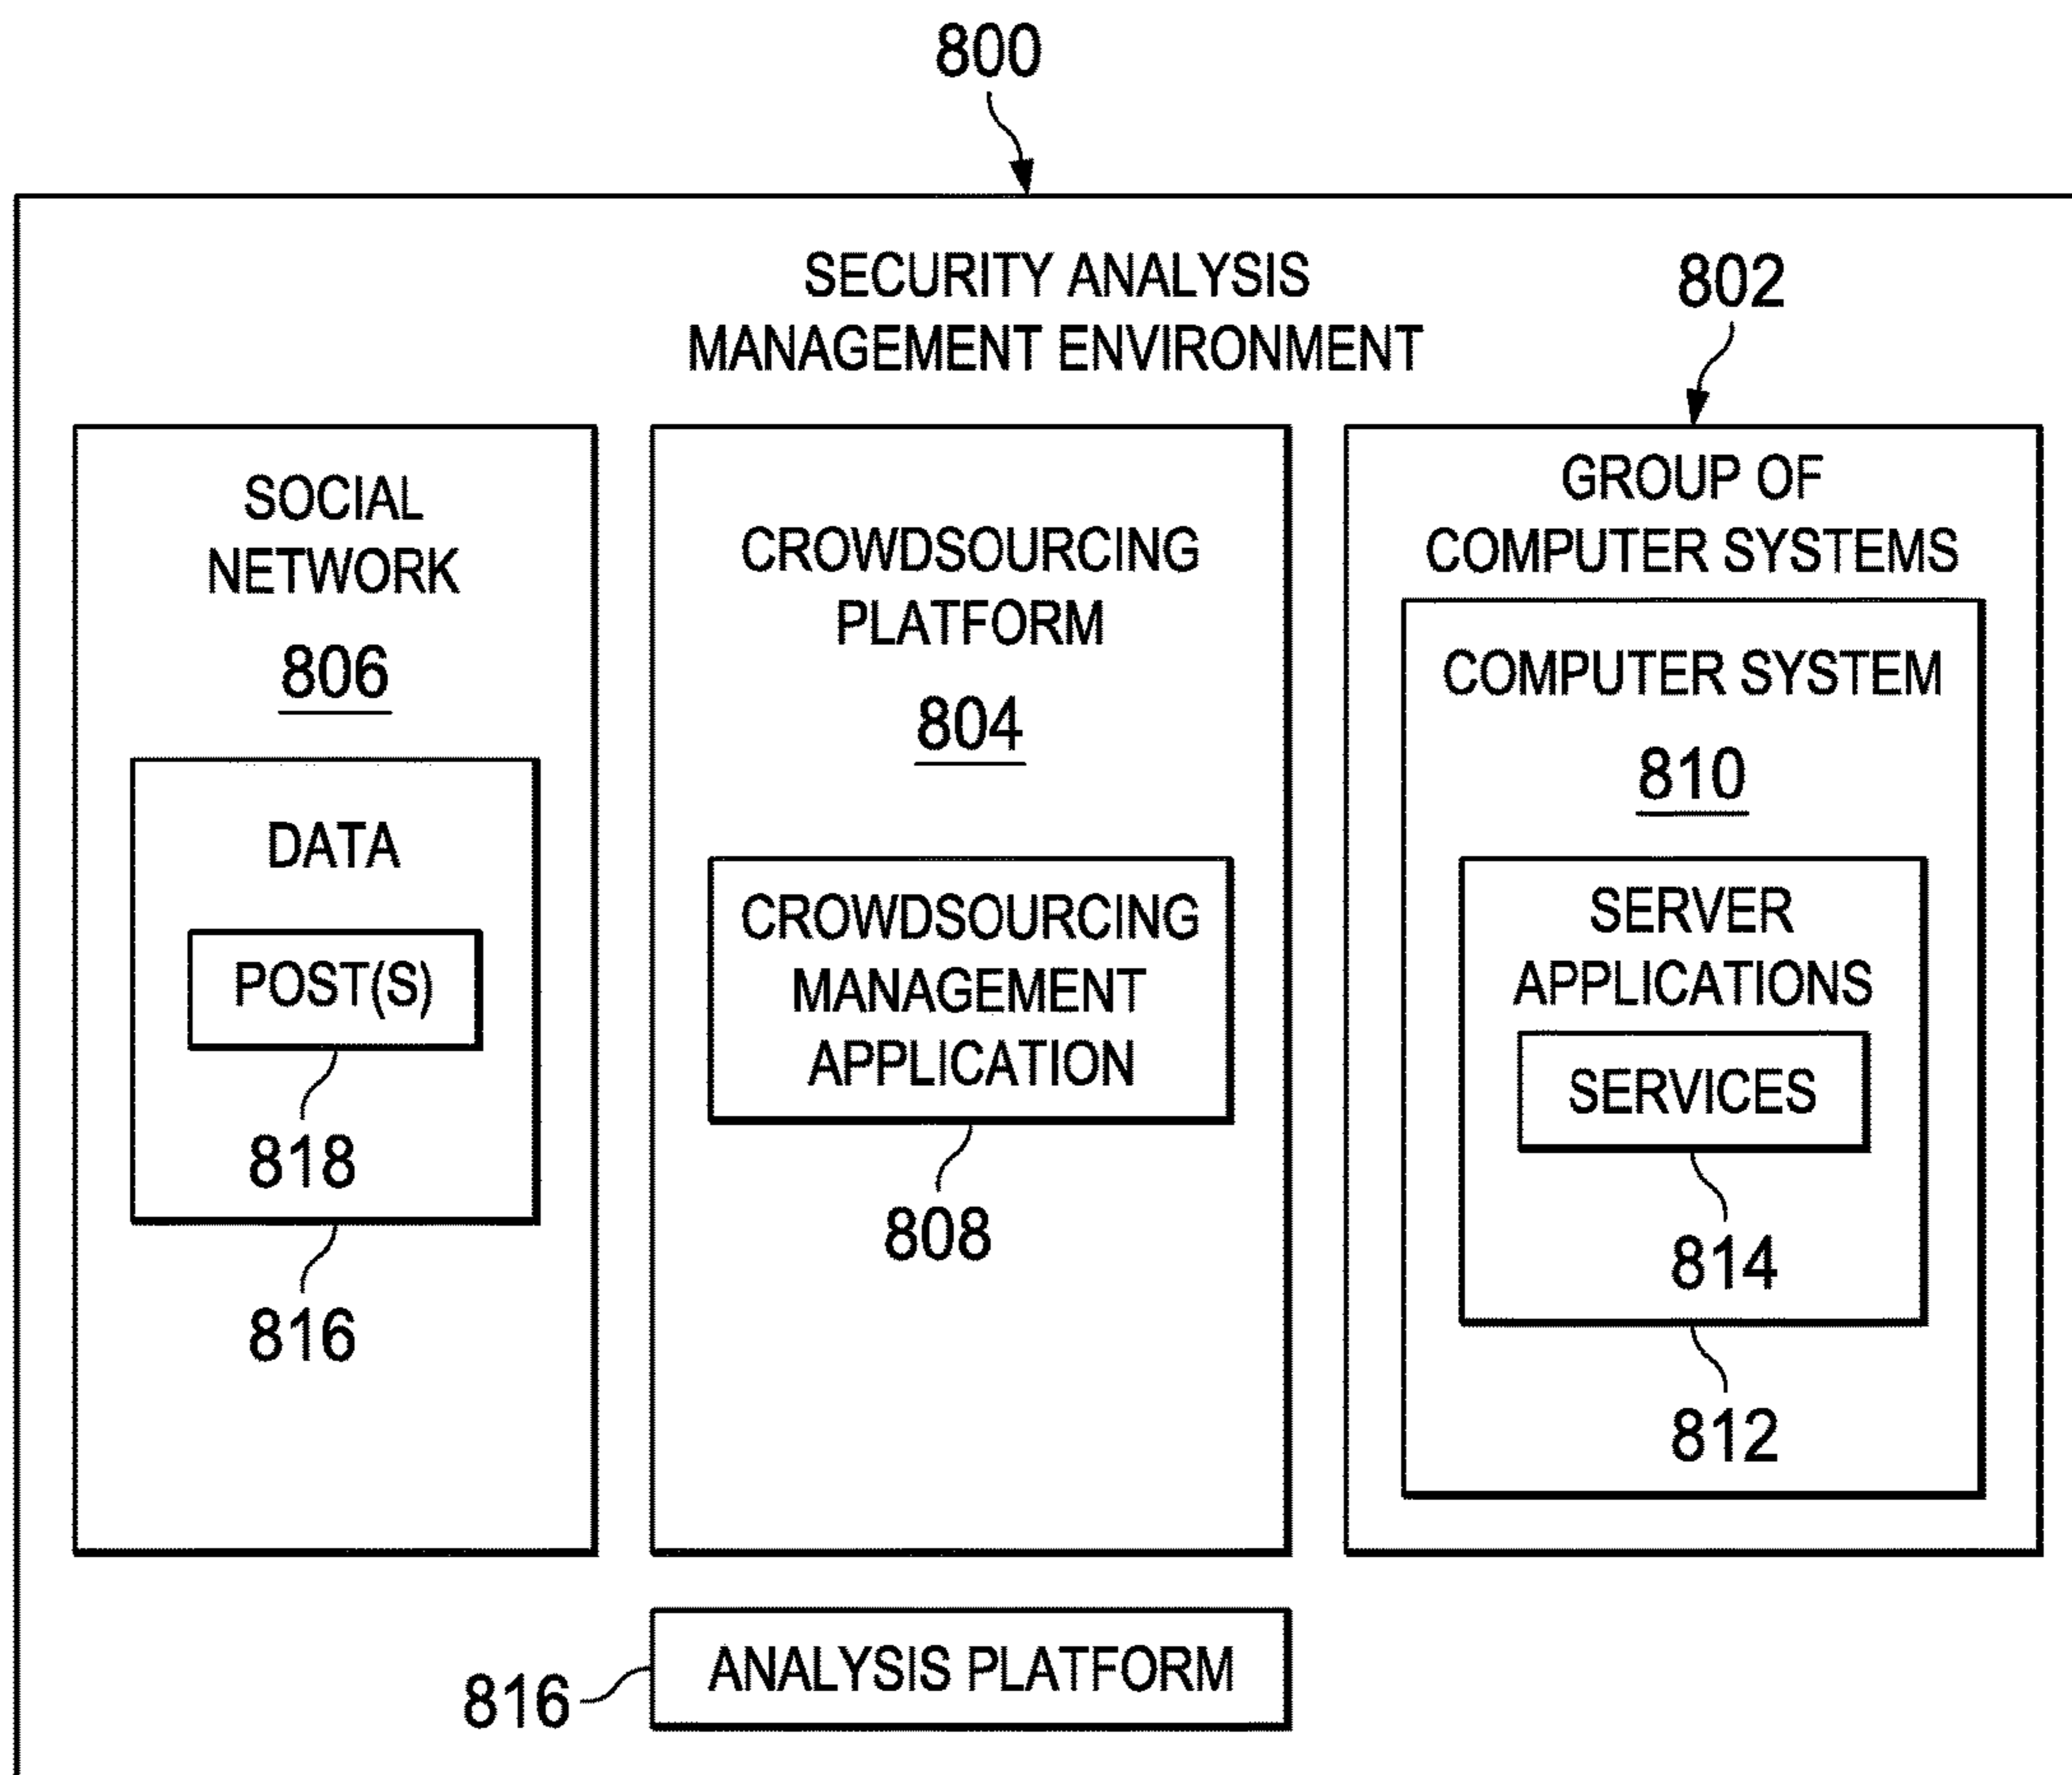 800
SECURITY ANALYSIS
MANAGEMENT ENVIRONMENT
802
SOCIAL
NETWORK
806
DATA
POST(S)
818
816
CROWDSOURCING
PLATFORM
804
CROWDSOURCING
MANAGEMENT
APPLICATION
808
GROUP OF
COMPUTER SYSTEMS
COMPUTER SYSTEM
810
SERVER
APPLICATIONS
SERVICES
814
812
816
ANALYSIS PLATFORM